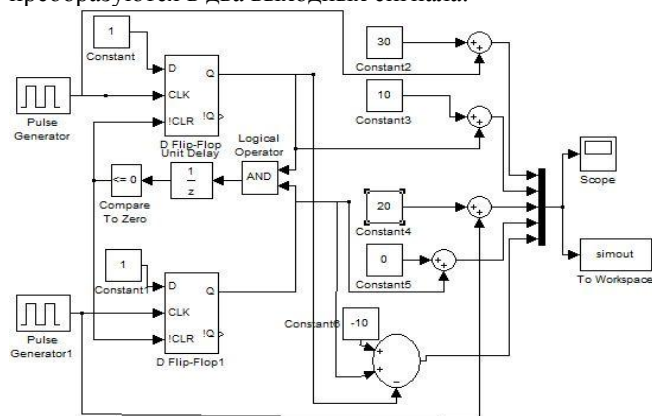 преобразуются в два выходных сигнала.
1
Constant
D
CLK
!CLR
Q
!Q
D Flip-Flop
Pulse
Generator
30
Constant2
10
Constant3
Unit Delay
1
z
Logical
Operator
AND
<= 0
Compare
To Zero
20
Constant4
0
Constant5
Scope
simout
To Workspace
1
Constant1
D
CLK
!CLR
Q
!Q
D Flip-Flop1
Pulse
Generator1
Constant6
-10